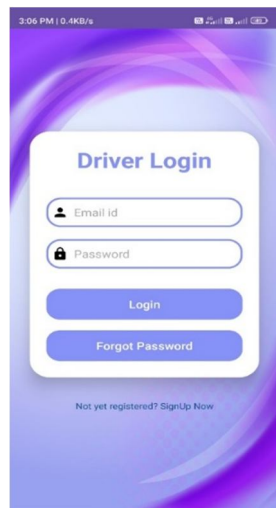 3:06 PM | 0.4KB/s
Driver Login
Email id
Password
Login
Forgot Password
Not yet registered? SignUp Now